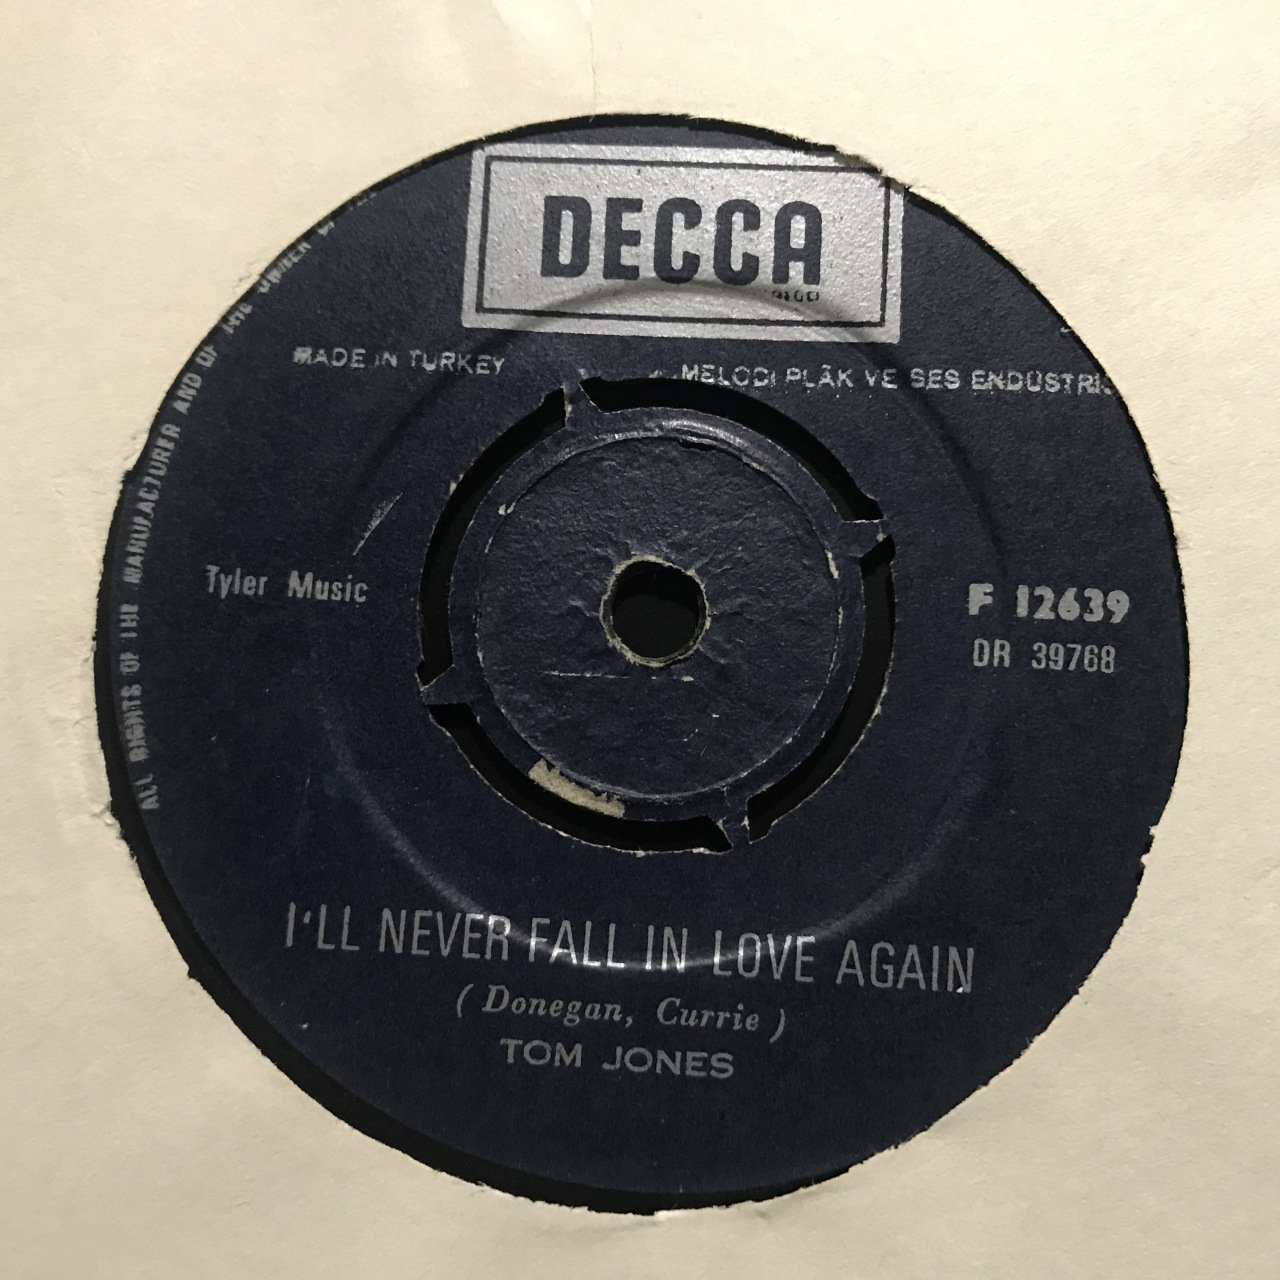 DECCA
MADE IN TURKEY
MELODİ PLÂK VE SES ENDÜSTRİS
ALL RIGHTS OF THE MANUFACTURER AND OF THE OWNER
Tyler Music
F 12639
DR 39768
I'LL NEVER FALL IN LOVE AGAIN
( Donegan, Currie )
TOM JONES